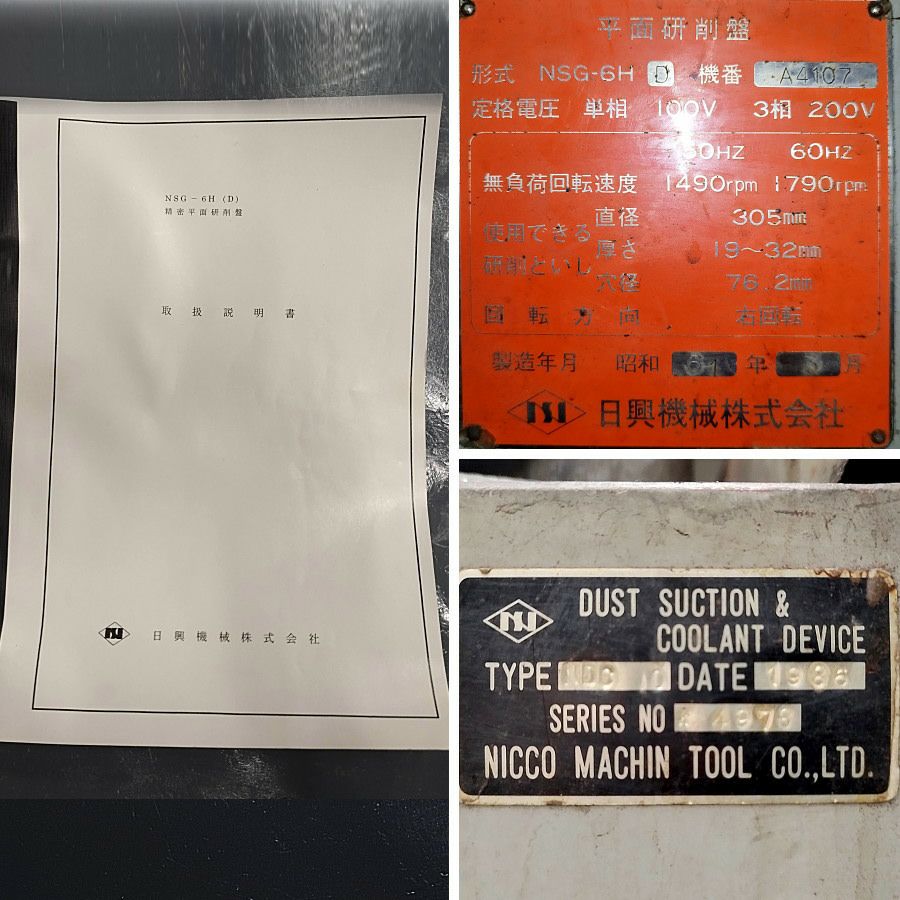 NSG-6H (D)
精密平面研削盤
取扱説明書
日興機械株式会社
平面研削盤
形式 NSG-6H D 機番 A4107
定格電圧 単相 100V 3相 200V
50HZ 60HZ
無負荷回転速度 1490rpm 1790rpm
使用できる研削といし
直径 305mm
厚さ 19〜32mm
穴径 76.2mm
回転方向 右回転
製造年月 昭和 61 年 月
日興機械株式会社
DUST SUCTION &
COOLANT DEVICE
TYPE DATE 1986
SERIES NO 4976
NICCO MACHIN TOOL CO.,LTD.